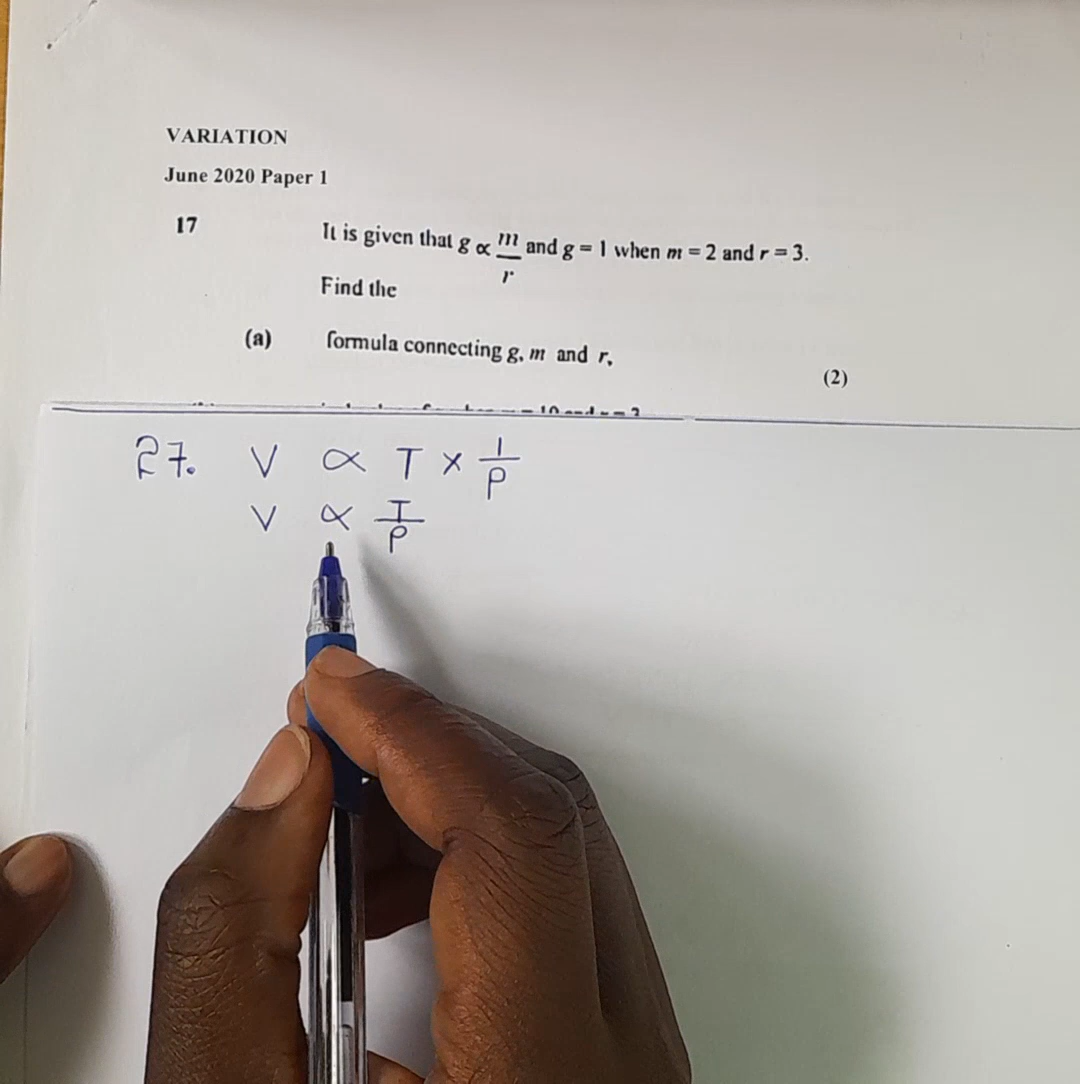 VARIATION
June 2020 Paper 1
17 It is given that g ∝ m/r and g = 1 when m = 2 and r = 3.
Find the
(a) formula connecting g, m and r,
(2)
27. V ∝ T × 1/P
V ∝ T/P